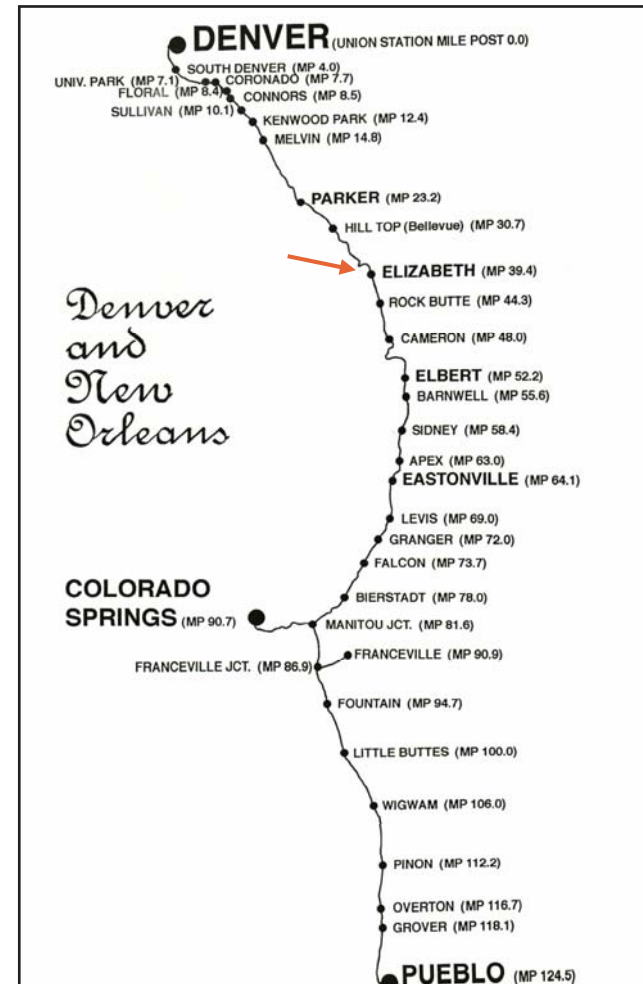 DENVER (UNION STATION MILE POST 0.0)
SOUTH DENVER (MP 4.0)
UNIV. PARK (MP 7.1) CORONADO (MP 7.7)
FLORAL (MP 8.4) CONNORS (MP 8.5)
SULLIVAN (MP 10.1)
KENWOOD PARK (MP 12.4)
MELVIN (MP 14.8)
PARKER (MP 23.2)
HILL TOP (Bellevue) (MP 30.7)
ELIZABETH (MP 39.4)
ROCK BUTTE (MP 44.3)
CAMERON (MP 48.0)
Denver
and
New
Orleans
ELBERT (MP 52.2)
BARNWELL (MP 55.6)
SIDNEY (MP 58.4)
APEX (MP 63.0)
EASTONVILLE (MP 64.1)
LEVIS (MP 69.0)
GRANGER (MP 72.0)
FALCON (MP 73.7)
COLORADO
SPRINGS (MP 90.7)
BIERSTADT (MP 78.0)
MANITOU JCT. (MP 81.6)
FRANCEVILLE (MP 90.9)
FRANCEVILLE JCT. (MP 86.9)
FOUNTAIN (MP 94.7)
LITTLE BUTTES (MP 100.0)
WIGWAM (MP 106.0)
PINON (MP 112.2)
OVERTON (MP 116.7)
GROVER (MP 118.1)
PUEBLO (MP 124.5)